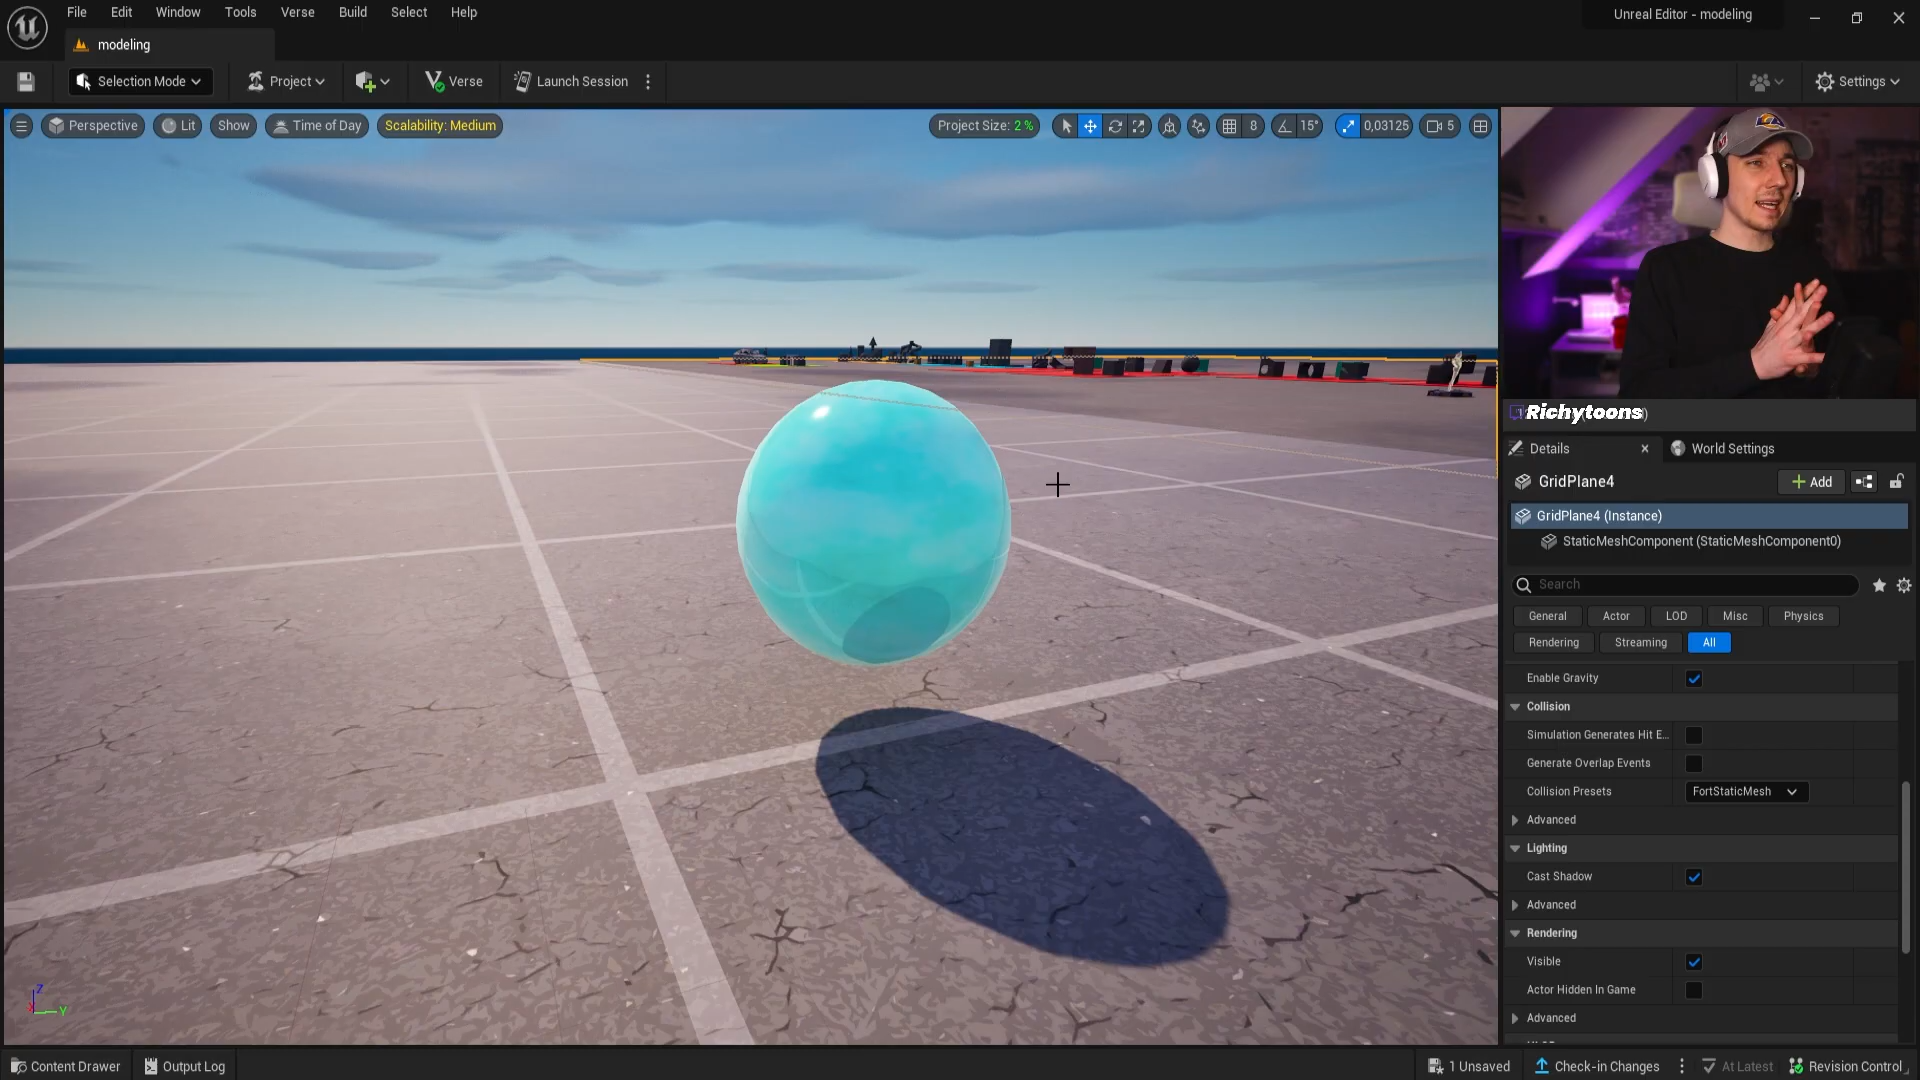 File Edit Window Tools Verse Build Select Help
Unreal Editor - modeling
modeling
Selection Mode
Project
Verse
Launch Session
Settings
Perspective
Lit
Show
Time of Day
Scalability: Medium
Project Size: 2 %
8
15°
0,03125
5
Richytoons
Details
World Settings
GridPlane4
Add
GridPlane4 (Instance)
StaticMeshComponent (StaticMeshComponent0)
Search
General Actor LOD Misc Physics
Rendering Streaming All
Enable Gravity
Collision
Simulation Generates Hit E...
Generate Overlap Events
Collision Presets FortStaticMesh
Advanced
Lighting
Cast Shadow
Advanced
Rendering
Visible
Actor Hidden In Game
Advanced
Z
Y
Content Drawer
Output Log
1 Unsaved
Check-in Changes
At Latest
Revision Control